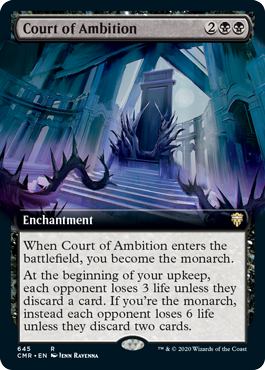 Court of Ambition 2
Enchantment
When Court of Ambition enters the
battlefield, you become the monarch.
At the beginning of your upkeep,
each opponent loses 3 life unless they
discard a card. If you're the monarch,
instead each opponent loses 6 life
unless they discard two cards.
645 R
CMR • EN JENN RAVENNA
™ & © 2020 Wizards of the Coast